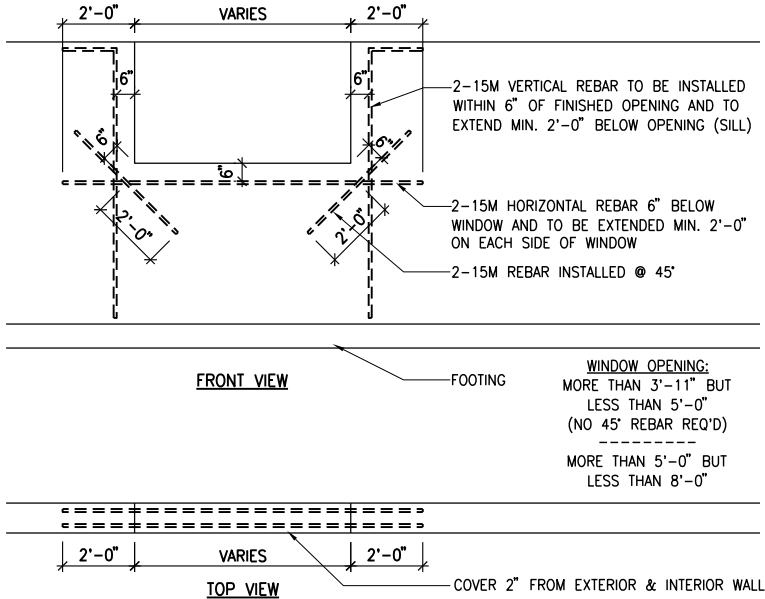 2'-0" VARIES 2'-0"
6" 6"
2-15M VERTICAL REBAR TO BE INSTALLED
WITHIN 6" OF FINISHED OPENING AND TO
EXTEND MIN. 2'-0" BELOW OPENING (SILL)
6" 6" 6"
2'-0" 2'-0"
2-15M HORIZONTAL REBAR 6" BELOW
WINDOW AND TO BE EXTENDED MIN. 2'-0"
ON EACH SIDE OF WINDOW
2-15M REBAR INSTALLED @ 45°
FRONT VIEW
FOOTING
WINDOW OPENING:
MORE THAN 3'-11" BUT
LESS THAN 5'-0"
(NO 45° REBAR REQ'D)
---------
MORE THAN 5'-0" BUT
LESS THAN 8'-0"
2'-0" VARIES 2'-0"
TOP VIEW
COVER 2" FROM EXTERIOR & INTERIOR WALL